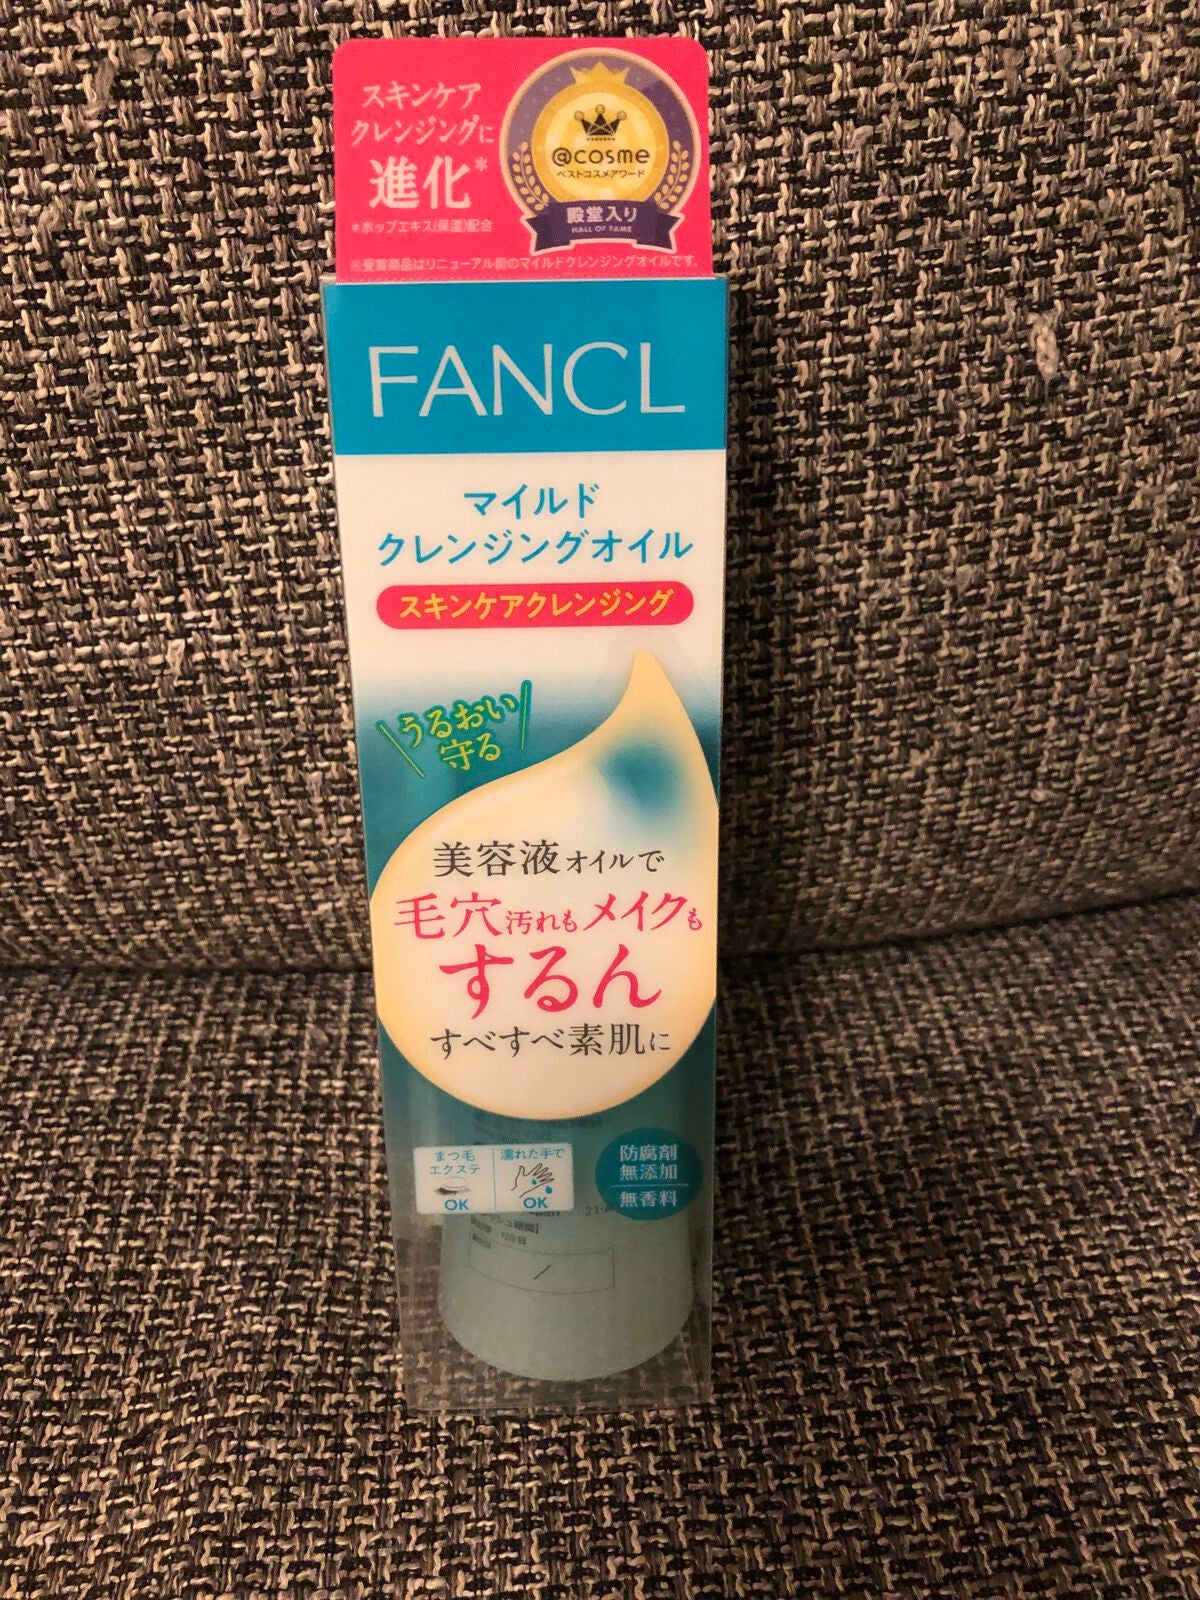 スキンケア
クレンジングに
進化*
*ホップエキス(保湿)配合
@cosme
ベストコスメアワード
殿堂入り
HALL OF FAME
※受賞商品はリニューアル前のマイルドクレンジングオイルです。
FANCL
マイルド
クレンジングオイル
スキンケアクレンジング
うるおい
守る
美容液オイルで
毛穴汚れもメイクも
するん
すべすべ素肌に
まつ毛
エクステ
OK
濡れた手で
OK
防腐剤
無添加
無香料
120日